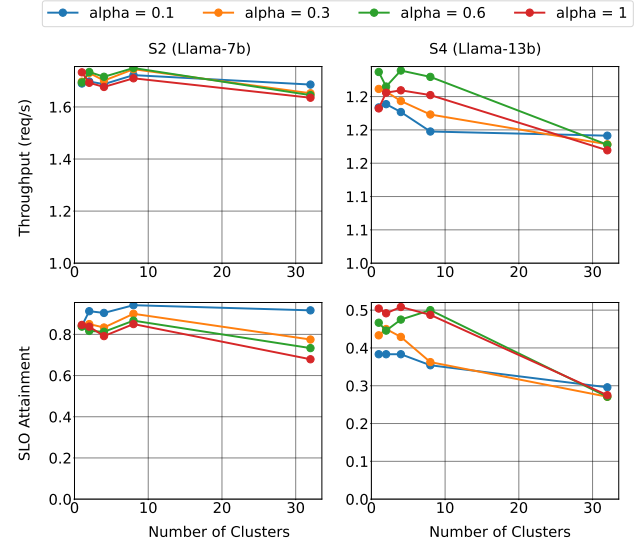 alpha = 0.1 alpha = 0.3 alpha = 0.6 alpha = 1
S2 (Llama-7b) S4 (Llama-13b)
Throughput (req/s)
1.6 1.4 1.2 1.0
0 10 20 30
1.2 1.2 1.2 1.1 1.1 1.0
0 10 20 30
SLO Attainment
0.8 0.6 0.4 0.2 0.0
0 10 20 30
0.5 0.4 0.3 0.2 0.1 0.0
0 10 20 30
Number of Clusters Number of Clusters